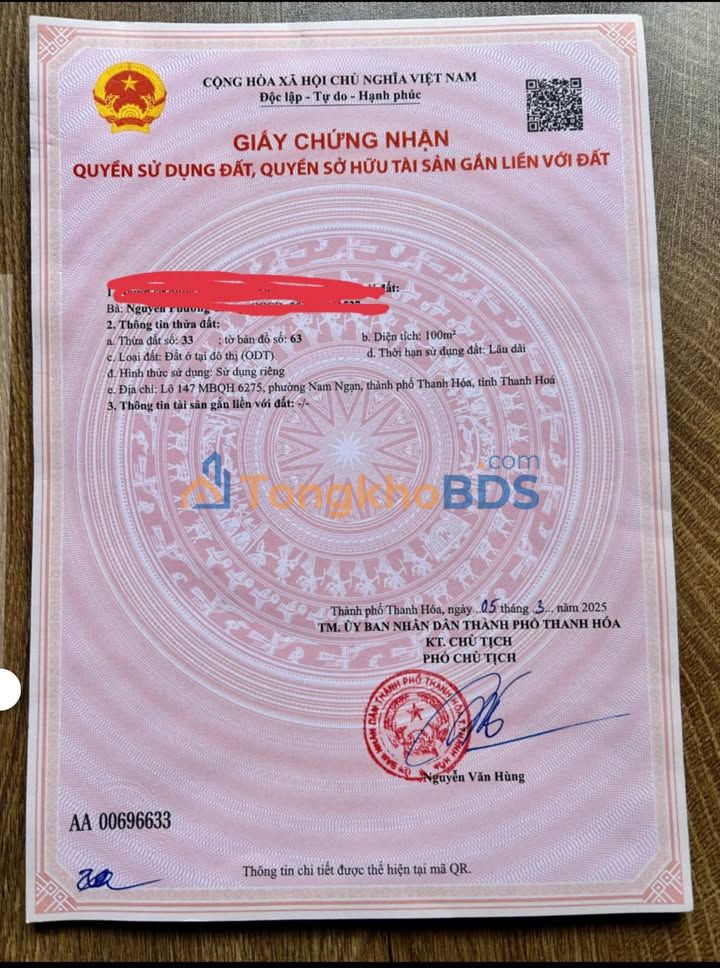 CỘNG HÒA XÃ HỘI CHỦ NGHĨA VIỆT NAM
Độc lập - Tự do - Hạnh phúc
GIẤY CHỨNG NHẬN
QUYỀN SỬ DỤNG ĐẤT, QUYỀN SỞ HỮU TÀI SẢN GẮN LIỀN VỚI ĐẤT
đất:
Bà: Nguyễn Phương
2. Thông tin thửa đất:
a. Thửa đất số: 33 ; tờ bản đồ số: 63 b. Diện tích: 100m²
c. Loại đất: Đất ở tại đô thị (ODT) d. Thời hạn sử dụng đất: Lâu dài
đ. Hình thức sử dụng: Sử dụng riêng
e. Địa chỉ: Lô 147 MBQH 6275, phường Nam Ngạn, thành phố Thanh Hóa, tỉnh Thanh Hoá
3. Thông tin tài sản gắn liền với đất: -/-
TongkhoBDS.com
Thành phố Thanh Hóa, ngày ..05 tháng .3... năm 2025
TM. ỦY BAN NHÂN DÂN THÀNH PHỐ THANH HÓA
KT. CHỦ TỊCH
PHÓ CHỦ TỊCH
Nguyễn Văn Hùng
AA 00696633
Thông tin chi tiết được thể hiện tại mã QR.